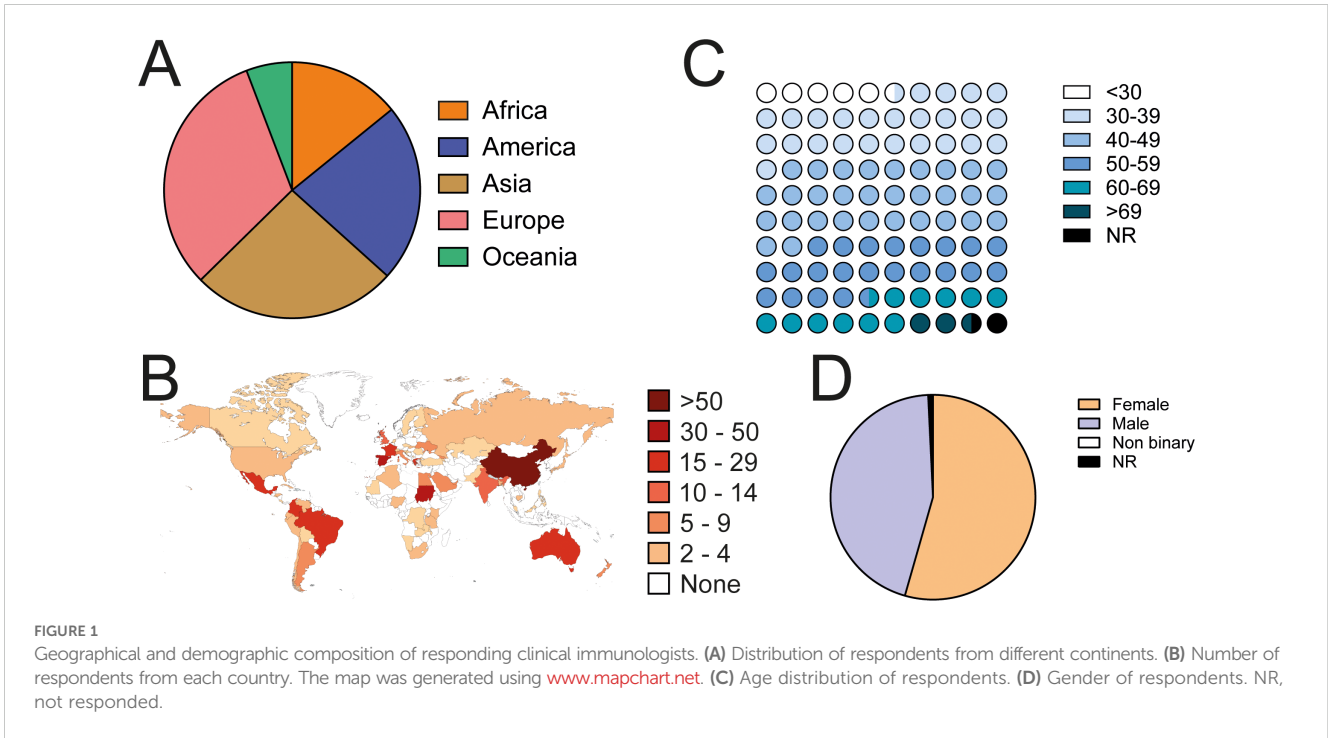 A
Africa
America
Asia
Europe
Oceania
C
<30
30-39
40-49
50-59
60-69
>69
NR
B
>50
30 - 50
15 - 29
10 - 14
5 - 9
2 - 4
None
D
Female
Male
Non binary
NR
FIGURE 1
Geographical and demographic composition of responding clinical immunologists. (A) Distribution of respondents from different continents. (B) Number of
respondents from each country. The map was generated using www.mapchart.net. (C) Age distribution of respondents. (D) Gender of respondents. NR,
not responded.